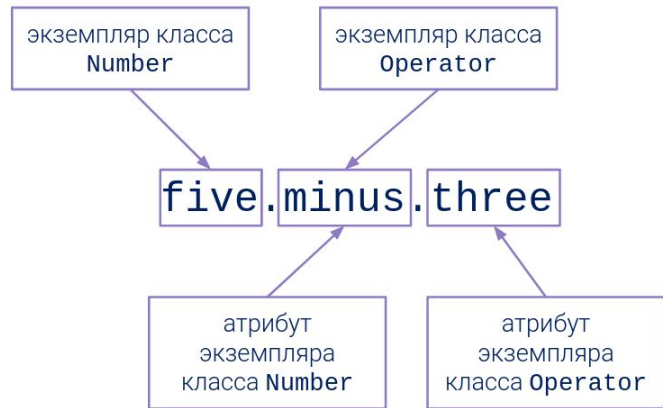 экземпляр класса
Number
экземпляр класса
Operator
five.minus.three
атрибут
экземпляра
класса Number
атрибут
экземпляра
класса Operator